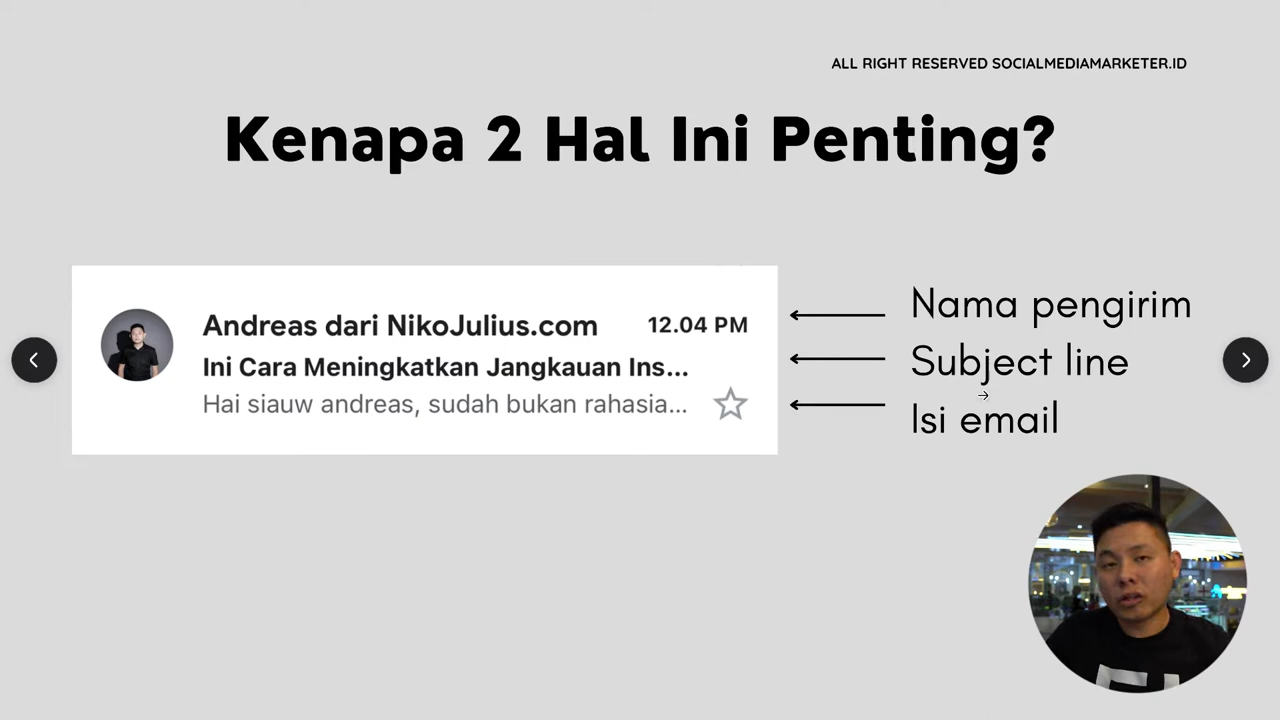 ALL RIGHT RESERVED SOCIALMEDIAMARKETER.ID
Kenapa 2 Hal Ini Penting?
Andreas dari NikoJulius.com 12.04 PM
Ini Cara Meningkatkan Jangkauan Ins...
Hai siauw andreas, sudah bukan rahasia...
Nama pengirim
Subject line
Isi email